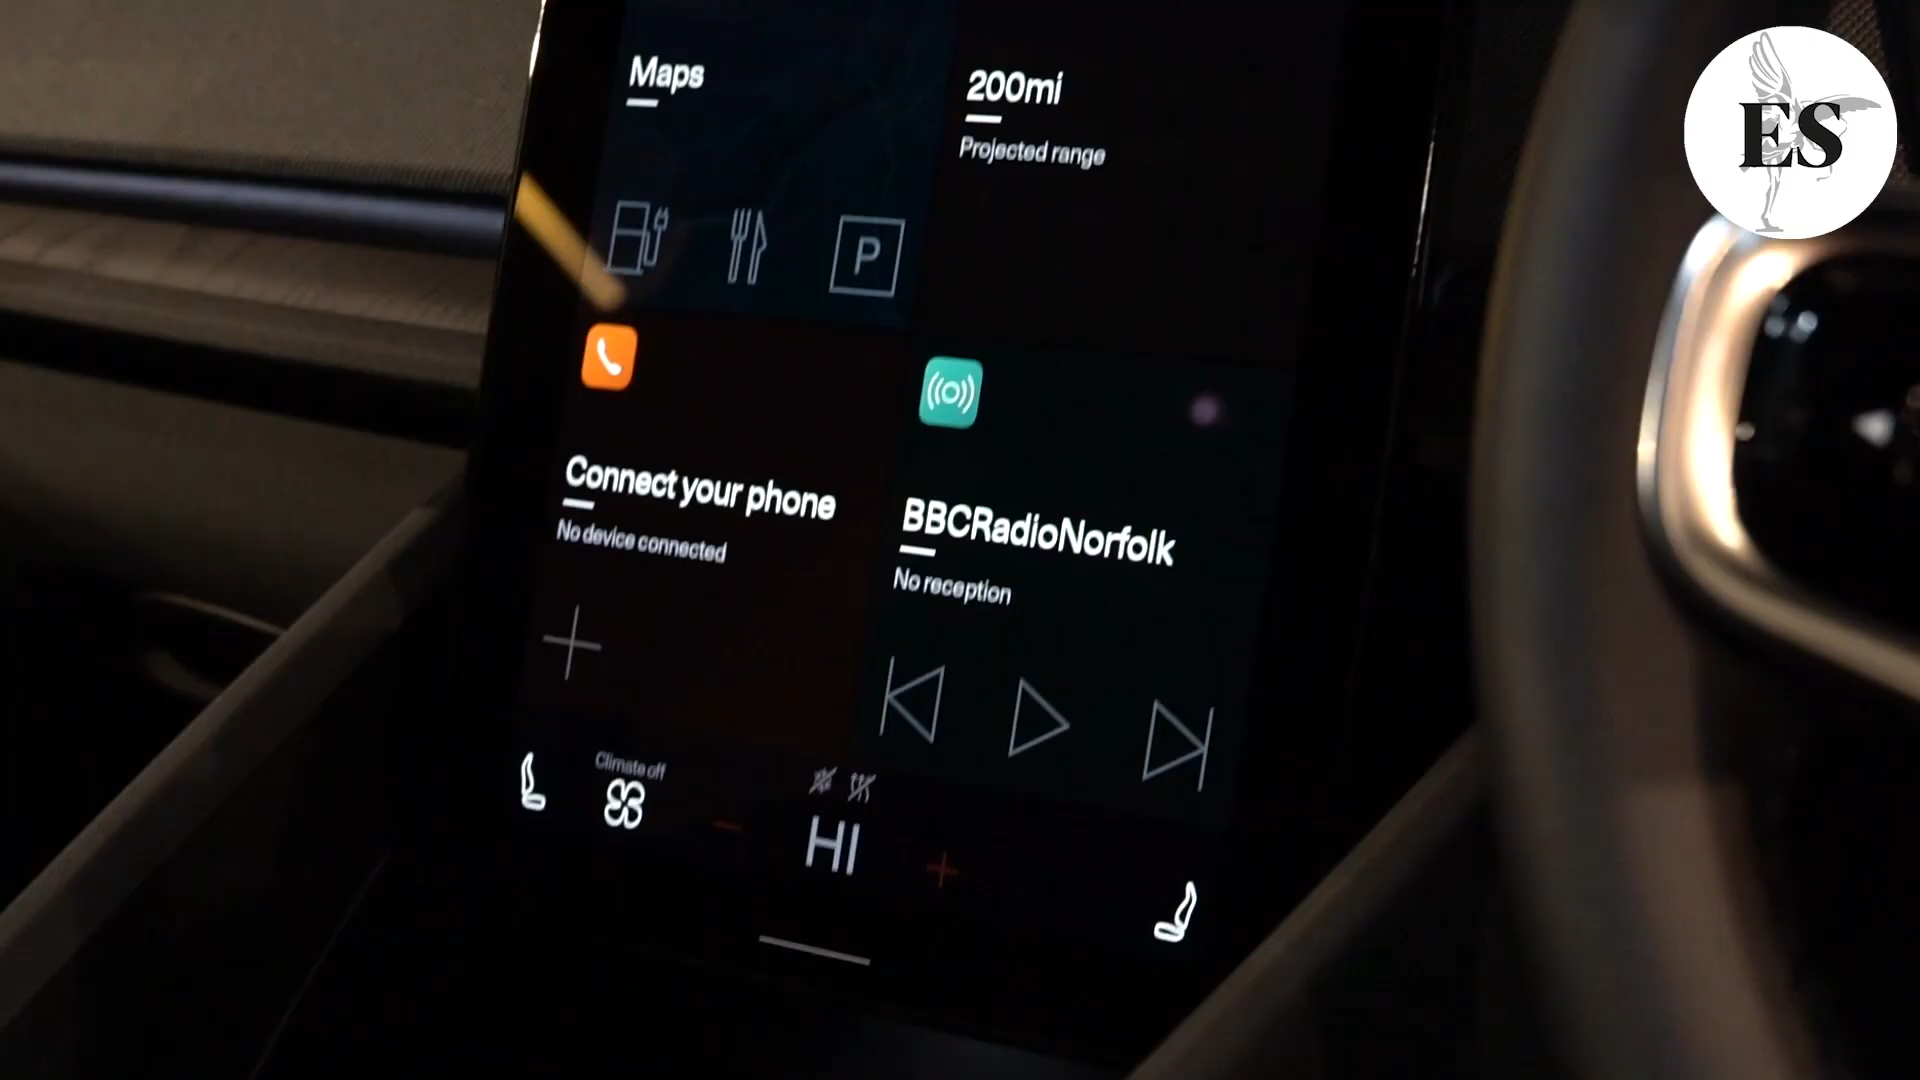 Maps
200mi
Projected range
P
Connect your phone
No device connected
BBCRadioNorfolk
No reception
Climate off
HI
ES